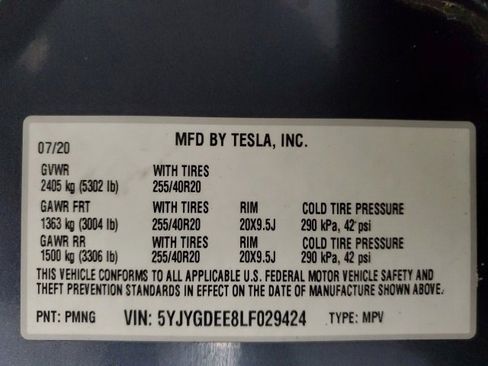 07/20 MFD BY TESLA, INC.
GVWR WITH TIRES
2405 kg (5302 lb) 255/40R20
GAWR FRT WITH TIRES RIM COLD TIRE PRESSURE
1363 kg (3004 lb) 255/40R20 20X9.5J 290 kPa, 42 psi
GAWR RR WITH TIRES RIM COLD TIRE PRESSURE
1500 kg (3306 lb) 255/40R20 20X9.5J 290 kPa, 42 psi
THIS VEHICLE CONFORMS TO ALL APPLICABLE U.S. FEDERAL MOTOR VEHICLE SAFETY AND
THEFT PREVENTION STANDARDS IN EFFECT ON THE DATE OF MANUFACTURE SHOWN ABOVE.
PNT: PMNG VIN: 5YJYGDEE8LF029424 TYPE: MPV